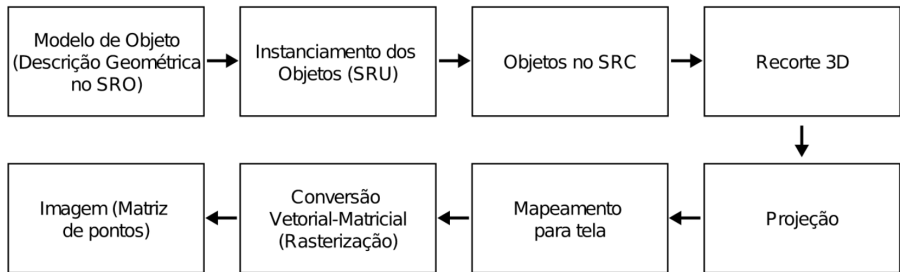 Modelo de Objeto
(Descrição Geométrica
no SRO)
Instanciamento dos
Objetos (SRU)
Objetos no SRC
Recorte 3D
Projeção
Mapeamento
para tela
Conversão
Vetorial-Matricial
(Rasterização)
Imagem (Matriz
de pontos)